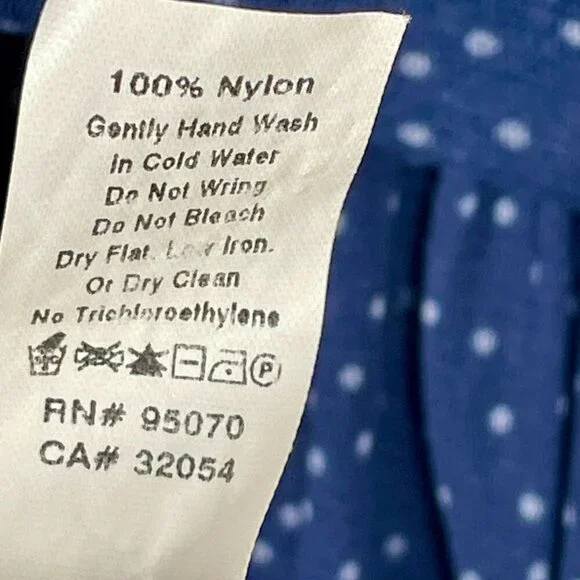 100% Nylon
Gently Hand Wash
In Cold Water
Do Not Wring
Do Not Bleach
Dry Flat. Low Iron.
Or Dry Clean
No Trichloroethylene
P
RN# 95070
CA# 32054